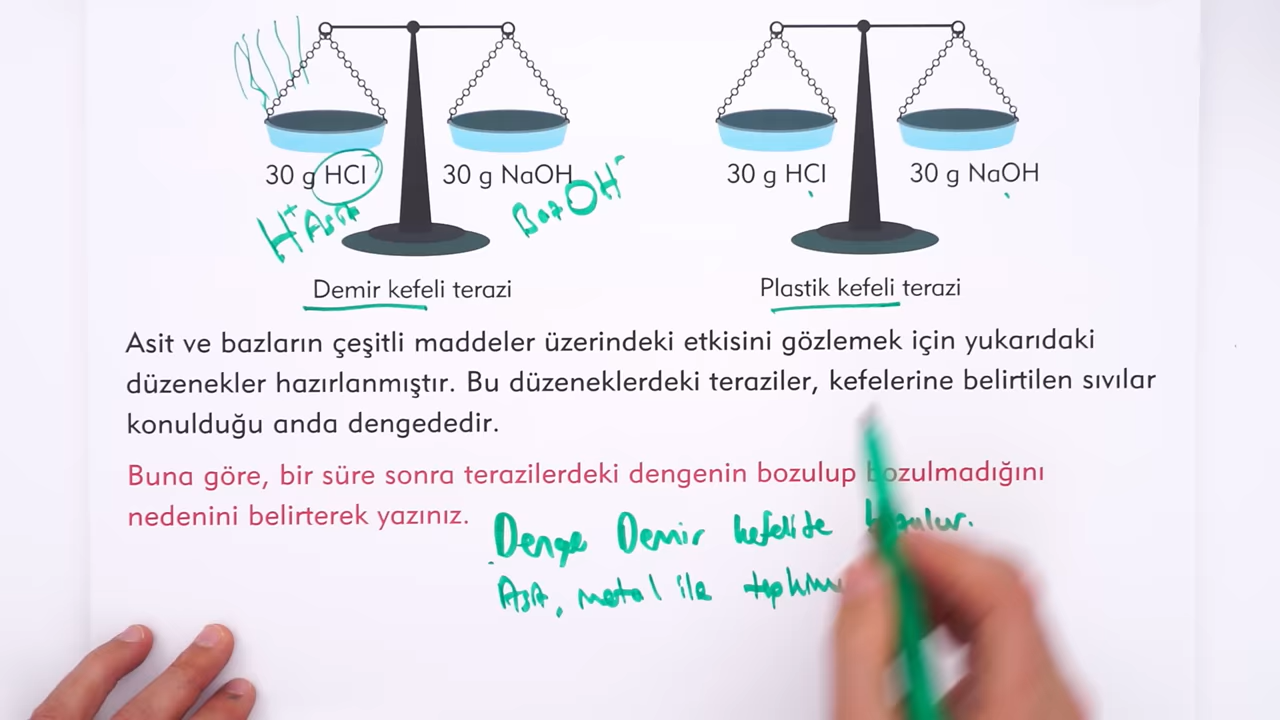 30 g HCl
30 g NaOH
30 g HCl
30 g NaOH
H+ Asit
Baz OH-
Demir kefeli terazi
Plastik kefeli terazi
Asit ve bazların çeşitli maddeler üzerindeki etkisini gözlemek için yukarıdaki
düzenekler hazırlanmıştır. Bu düzeneklerdeki teraziler, kefelerine belirtilen sıvılar
konulduğu anda dengededir.
Buna göre, bir süre sonra terazilerdeki dengenin bozulup bozulmadığını
nedenini belirterek yazınız.
Denge Demir kefelide bozulur.
Asit, metal ile